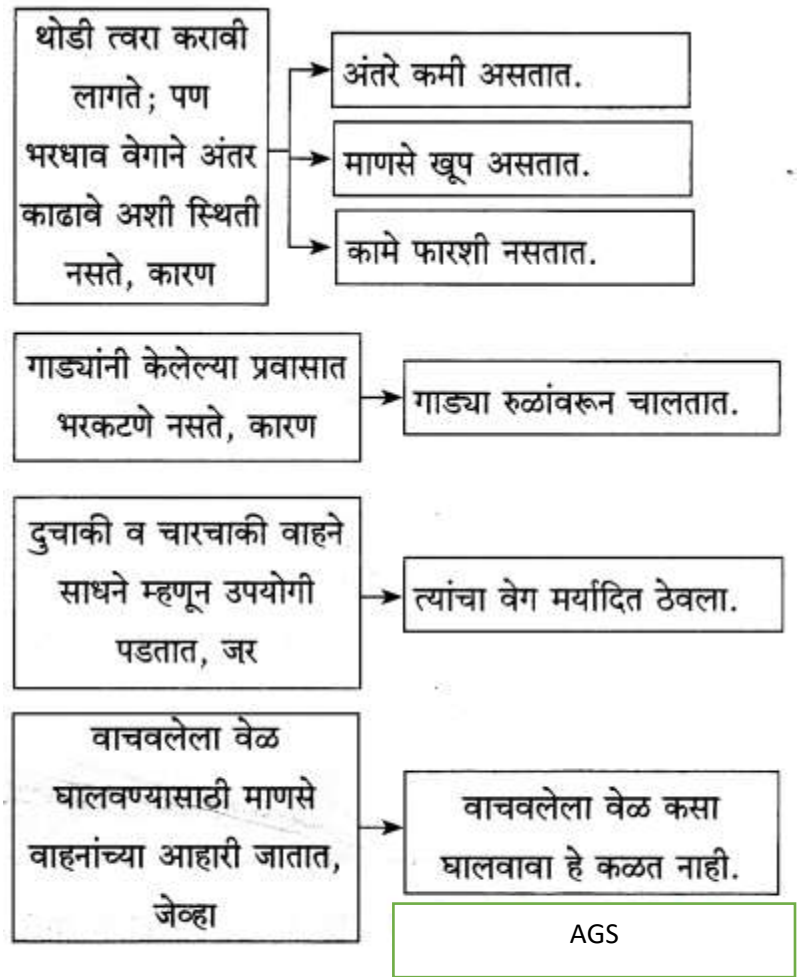 थोडी त्वरा करावी
लागते; पण
भरधाव वेगाने अंतर
काढावे अशी स्थिती
नसते, कारण
अंतरे कमी असतात.
माणसे खूप असतात.
कामे फारशी नसतात.
गाड्यांनी केलेल्या प्रवासात
भरकटणे नसते, कारण
गाड्या रुळांवरून चालतात.
दुचाकी व चारचाकी वाहने
साधने म्हणून उपयोगी
पडतात, जर
त्यांचा वेग मर्यादित ठेवला.
वाचवलेला वेळ
घालवण्यासाठी माणसे
वाहनांच्या आहारी जातात,
जेव्हा
वाचवलेला वेळ कसा
घालवावा हे कळत नाही.
AGS